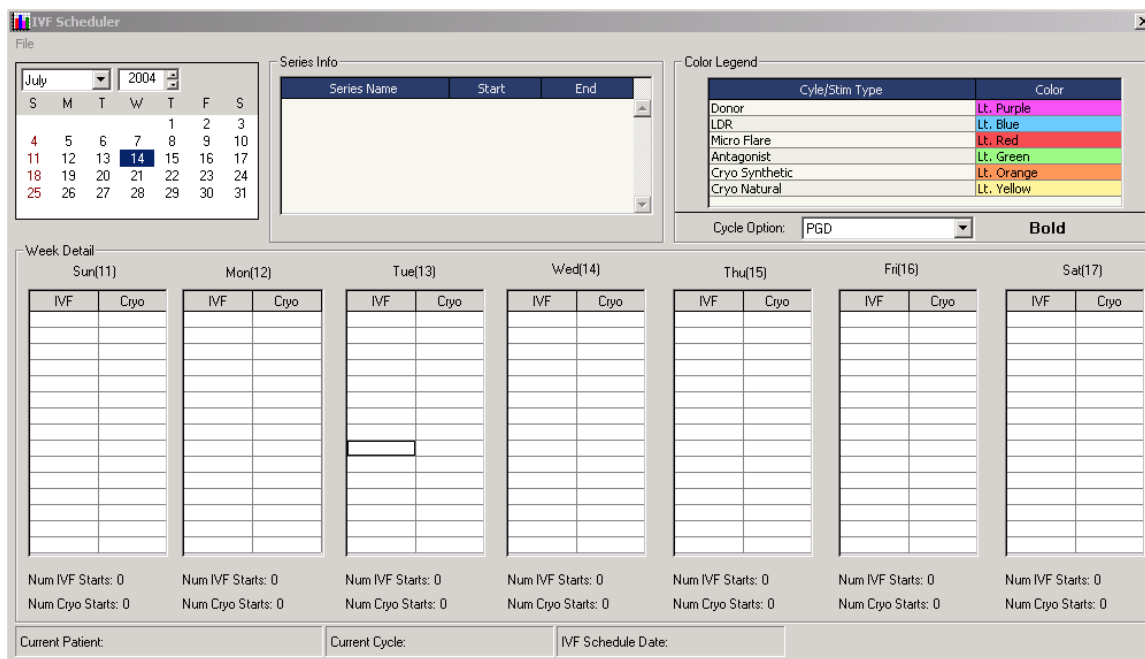 IVF Scheduler
File
July 2004
S M T W T F S
1 2 3
4 5 6 7 8 9 10
11 12 13 14 15 16 17
18 19 20 21 22 23 24
25 26 27 28 29 30 31
Series Info
Series Name Start End
Color Legend
Cyle/Stim Type Color
Donor Lt. Purple
LDR Lt. Blue
Micro Flare Lt. Red
Antagonist Lt. Green
Cryo Synthetic Lt. Orange
Cryo Natural Lt. Yellow
Cycle Option: PGD Bold
Week Detail
Sun(11) Mon(12) Tue(13) Wed(14) Thu(15) Fri(16) Sat(17)
IVF Cryo IVF Cryo IVF Cryo IVF Cryo IVF Cryo IVF Cryo IVF Cryo
Num IVF Starts: 0 Num IVF Starts: 0 Num IVF Starts: 0 Num IVF Starts: 0 Num IVF Starts: 0 Num IVF Starts: 0 Num IVF Starts: 0
Num Cryo Starts: 0 Num Cryo Starts: 0 Num Cryo Starts: 0 Num Cryo Starts: 0 Num Cryo Starts: 0 Num Cryo Starts: 0 Num Cryo Starts: 0
Current Patient: Current Cycle: IVF Schedule Date: